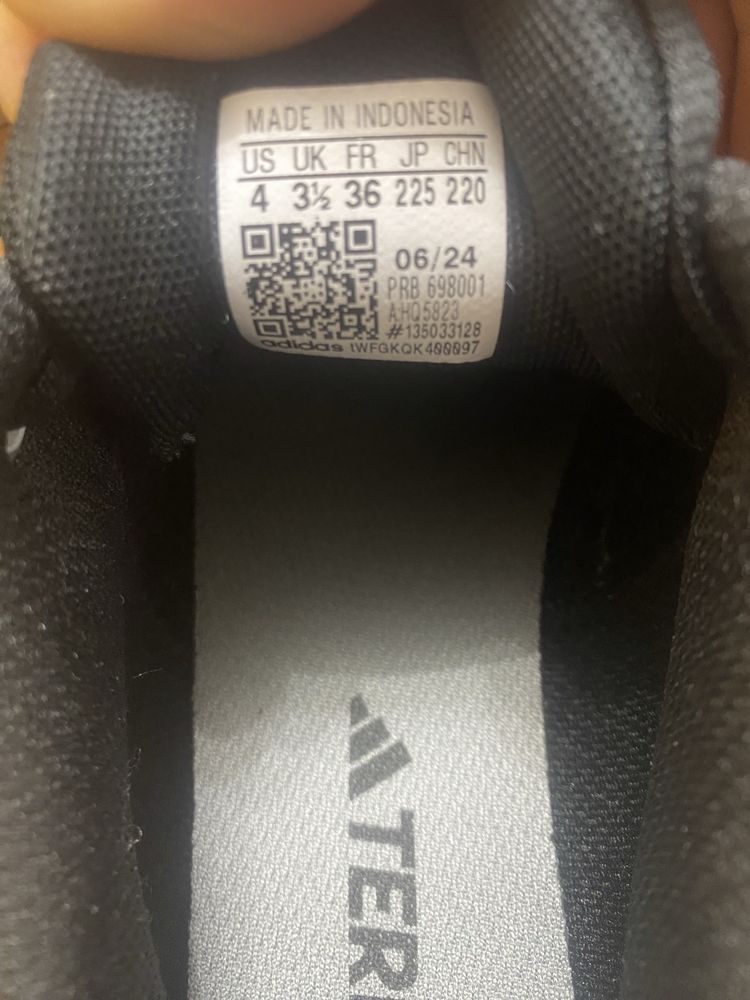 MADE IN INDONESIA
US UK FR JP CHN
4 3½ 36 225 220
06/24
PRB 698001
AHQ5823
#135033128
adidas tWFGKQK400097
TER